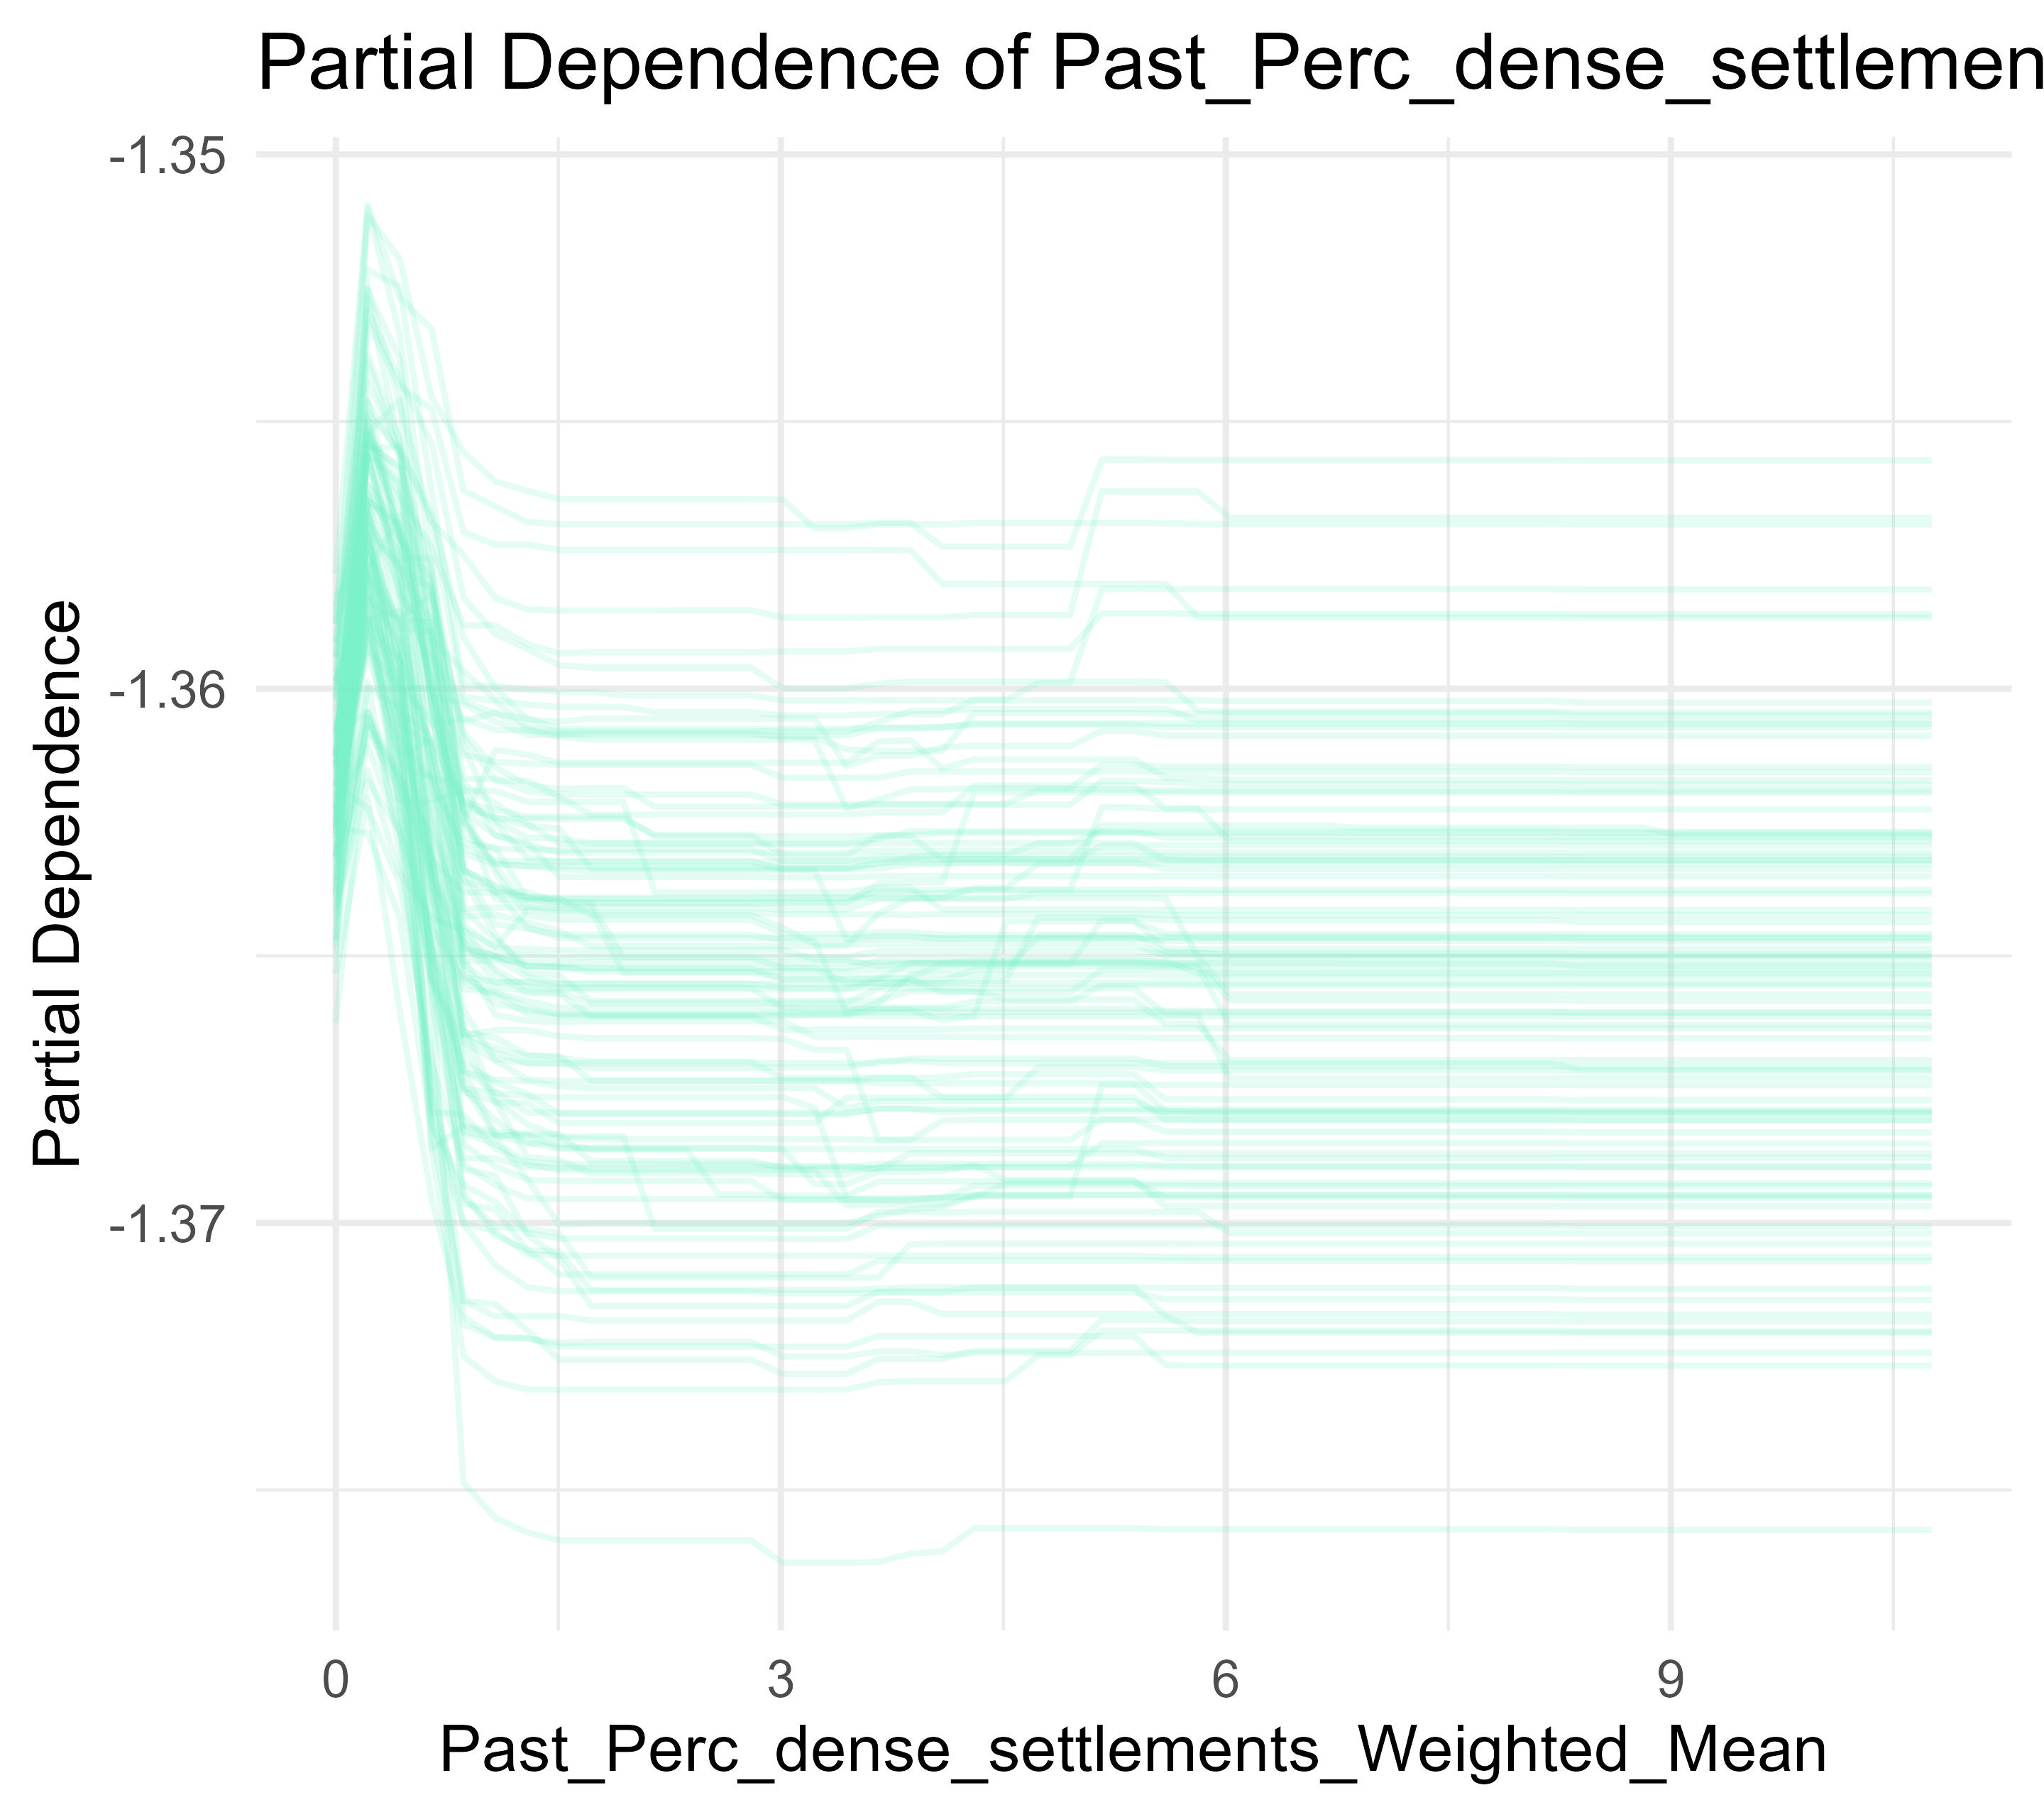 Partial Dependence of Past_Perc_dense_settlemen
-1.35
-1.36
-1.37
Partial Dependence
0 3 6 9
Past_Perc_dense_settlements_Weighted_Mean